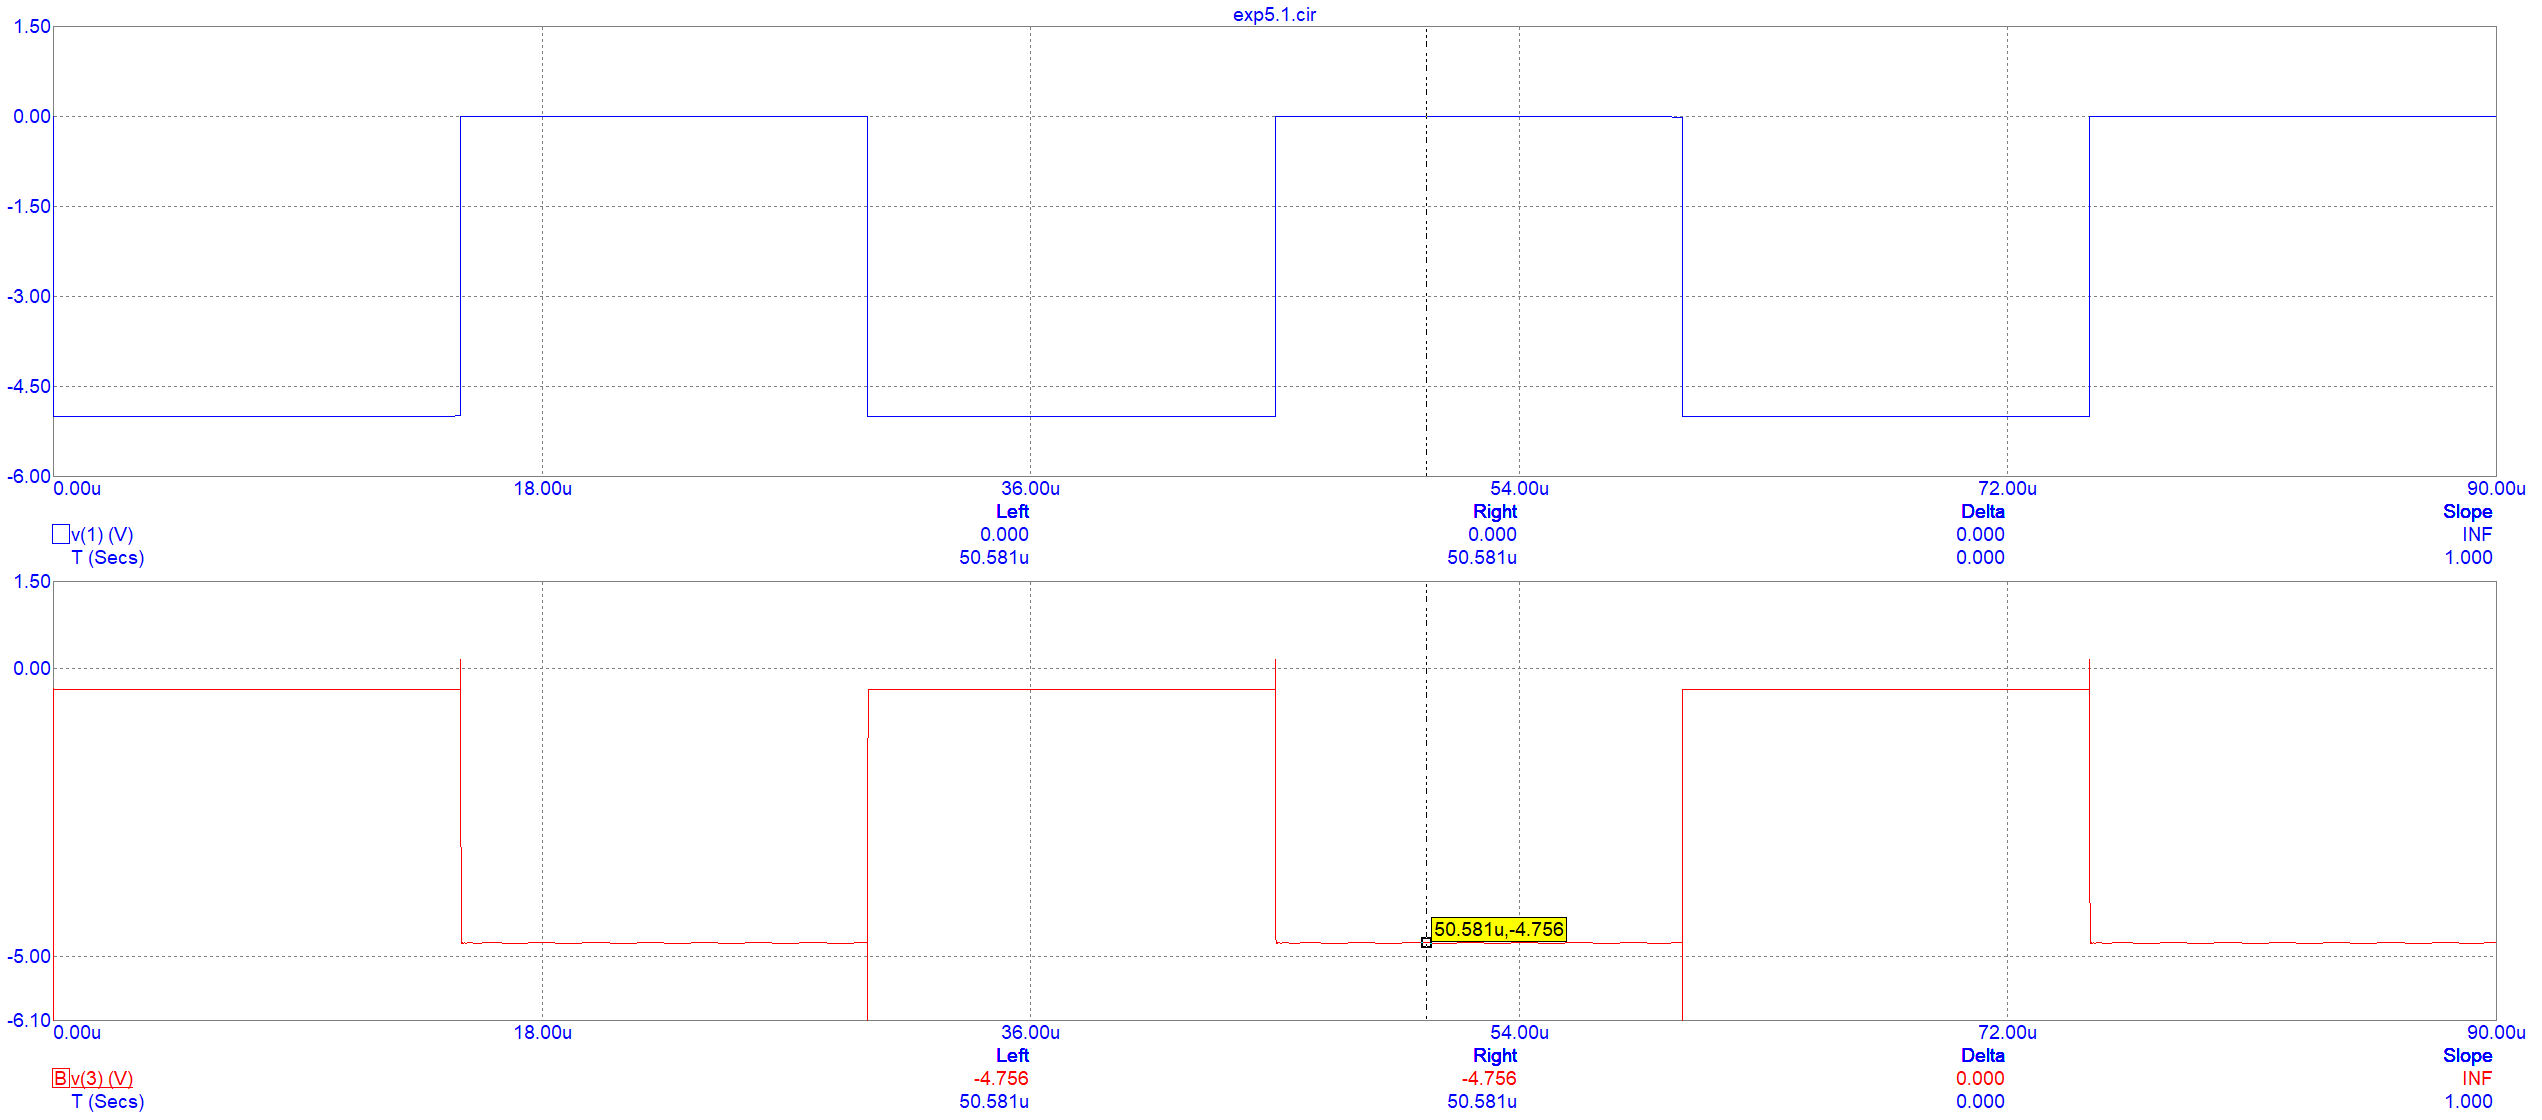 exp5.1.cir
1.50
0.00
-1.50
-3.00
-4.50
-6.00
0.00u 18.00u 36.00u 54.00u 72.00u 90.00u
Left Right Delta Slope
v(1) (V) 0.000 0.000 0.000 INF
T (Secs) 50.581u 50.581u 0.000 1.000
1.50
0.00
50.581u,-4.756
-5.00
-6.10
0.00u 18.00u 36.00u 54.00u 72.00u 90.00u
Left Right Delta Slope
B v(3) (V) -4.756 -4.756 0.000 INF
T (Secs) 50.581u 50.581u 0.000 1.000